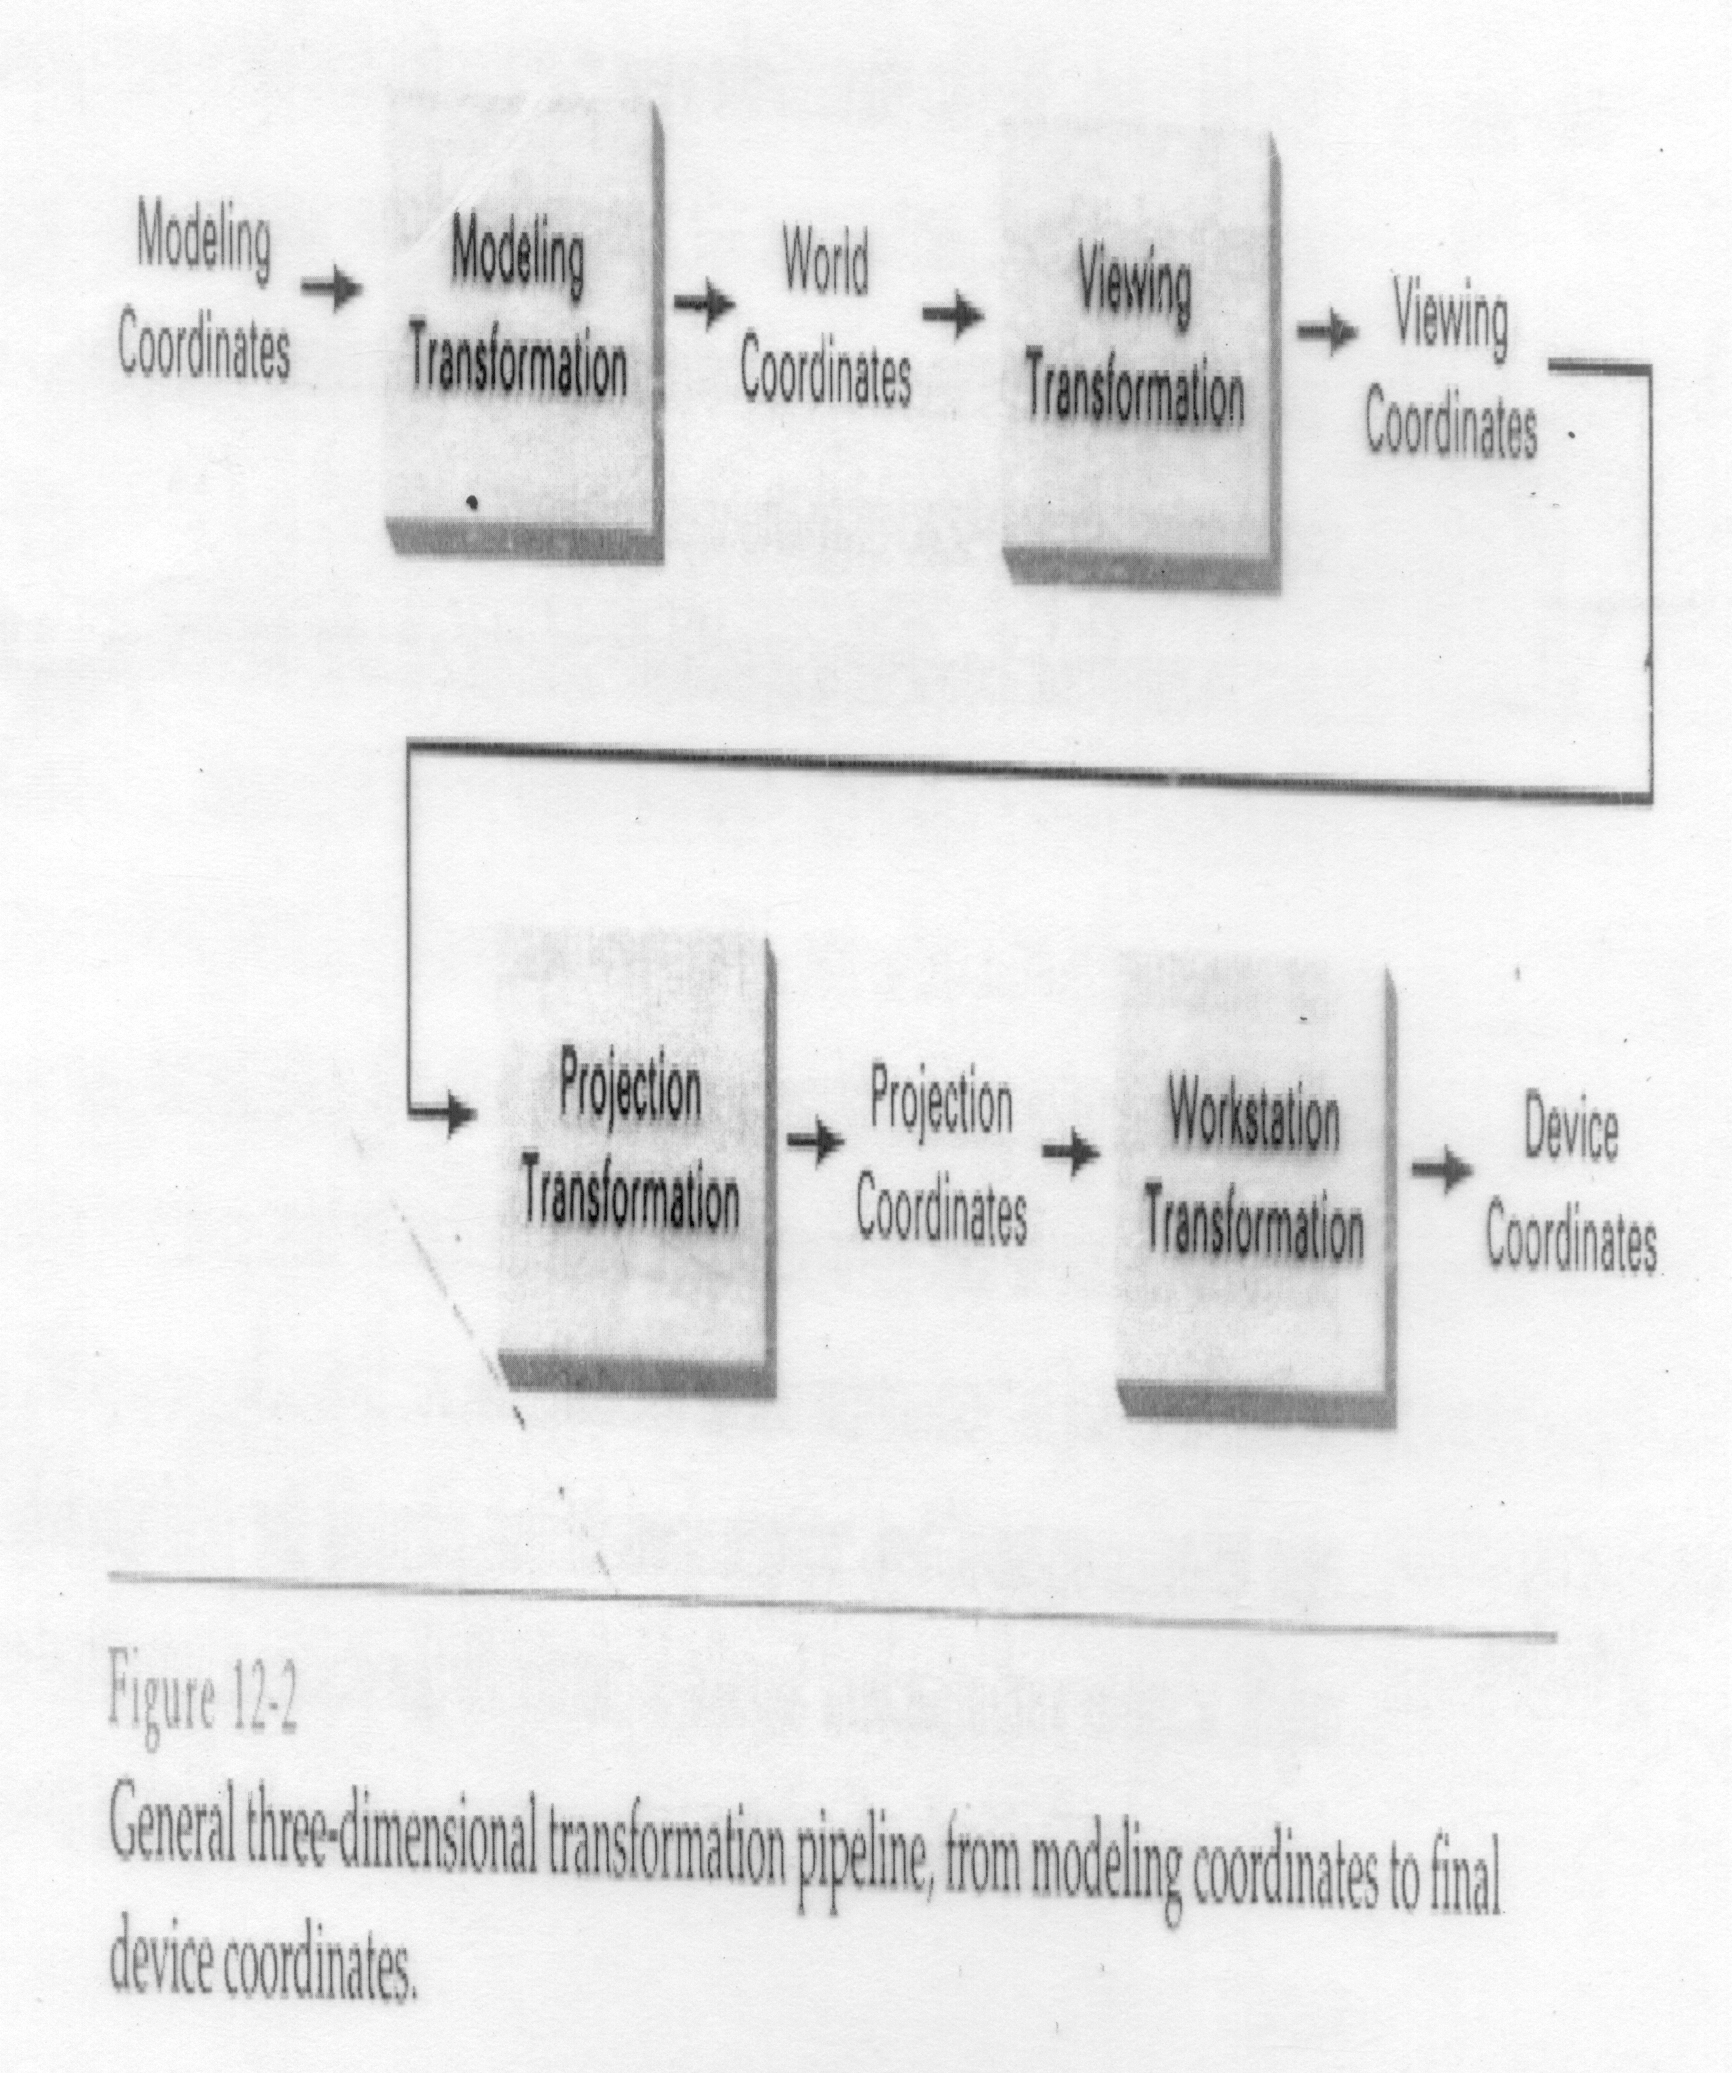 Modeling
Coordinates
Modeling
Transformation
World
Coordinates
Viewing
Transformation
Viewing
Coordinates
Projection
Transformation
Projection
Coordinates
Workstation
Transformation
Device
Coordinates
Figure 12-2
General three-dimensional transformation pipeline, from modeling coordinates to final
device coordinates.